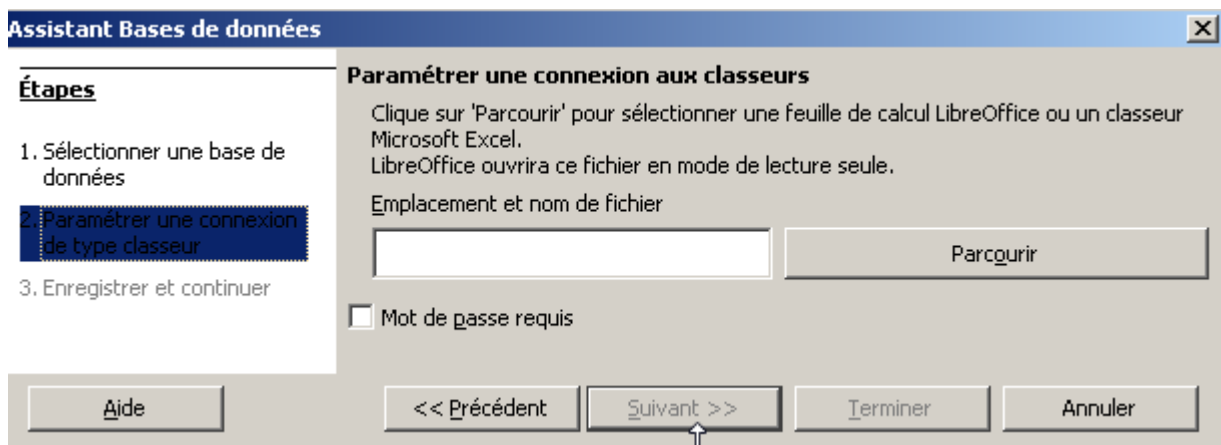 Assistant Bases de données
Étapes
1. Sélectionner une base de
données
2. Paramétrer une connexion
de type classeur
3. Enregistrer et continuer
Paramétrer une connexion aux classeurs
Clique sur 'Parcourir' pour sélectionner une feuille de calcul LibreOffice ou un classeur
Microsoft Excel.
LibreOffice ouvrira ce fichier en mode de lecture seule.
Emplacement et nom de fichier
Parcourir
Mot de passe requis
Aide
<< Précédent
Suivant >>
Terminer
Annuler